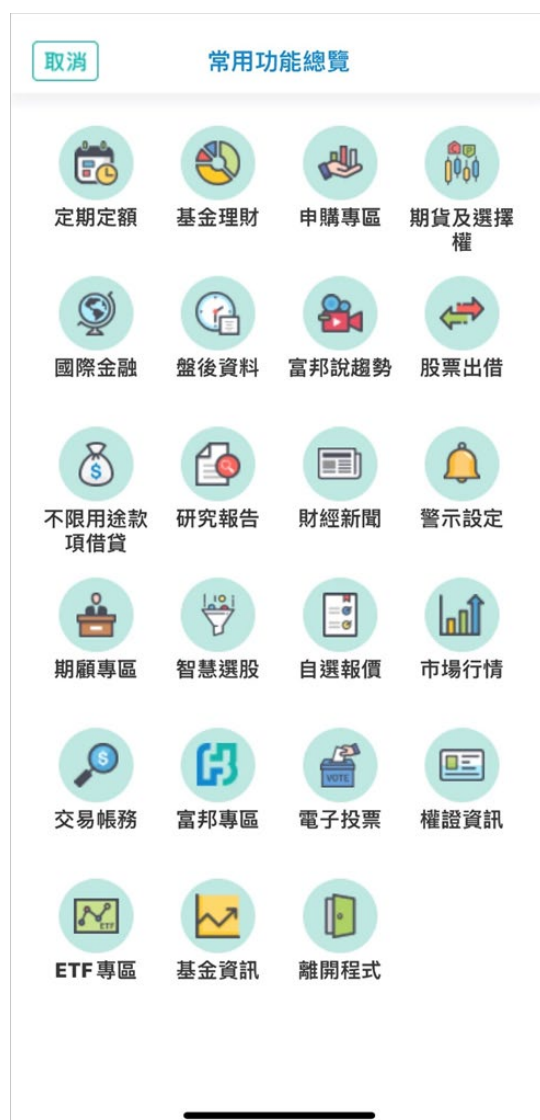 取消
常用功能總覽
定期定額
基金理財
申購專區
期貨及選擇
權
國際金融
盤後資料
富邦說趨勢
股票出借
不限用途款
項借貸
研究報告
財經新聞
警示設定
期顧專區
智慧選股
自選報價
市場行情
交易帳務
富邦專區
VOTE
電子投票
權證資訊
ETF
ETF專區
基金資訊
離開程式